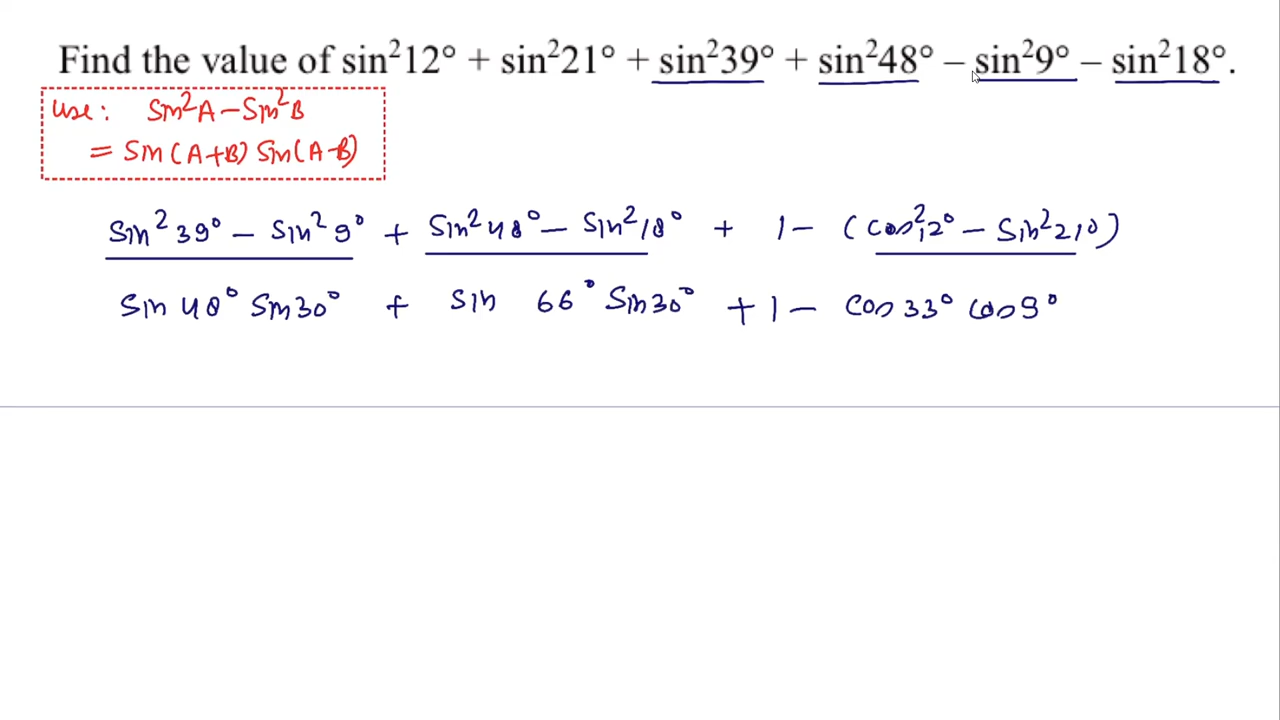 Find the value of sin²12° + sin²21° + sin²39° + sin²48° – sin²9° – sin²18°.
Use: Sin²A – Sin²B
= Sin(A+B) Sin(A-B)
Sin²39° – Sin²9° + Sin²48° – Sin²18° + 1 – (cos²12° – Sin²21°)
Sin 48° Sin30° + Sin 66° Sin30° + 1 – cos 33° cos 9°